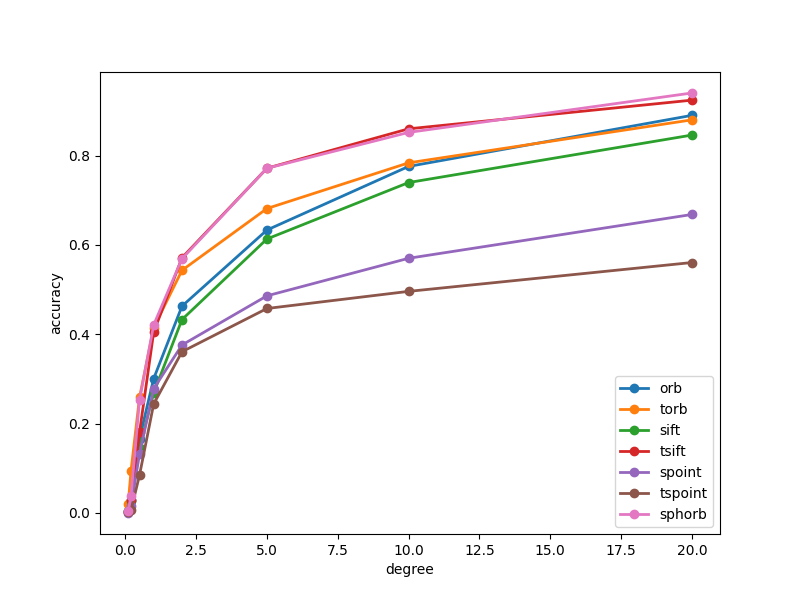 0.8
0.6
0.4
0.2
0.0
accuracy
0.0 2.5 5.0 7.5 10.0 12.5 15.0 17.5 20.0
degree
orb
torb
sift
tsift
spoint
tspoint
sphorb